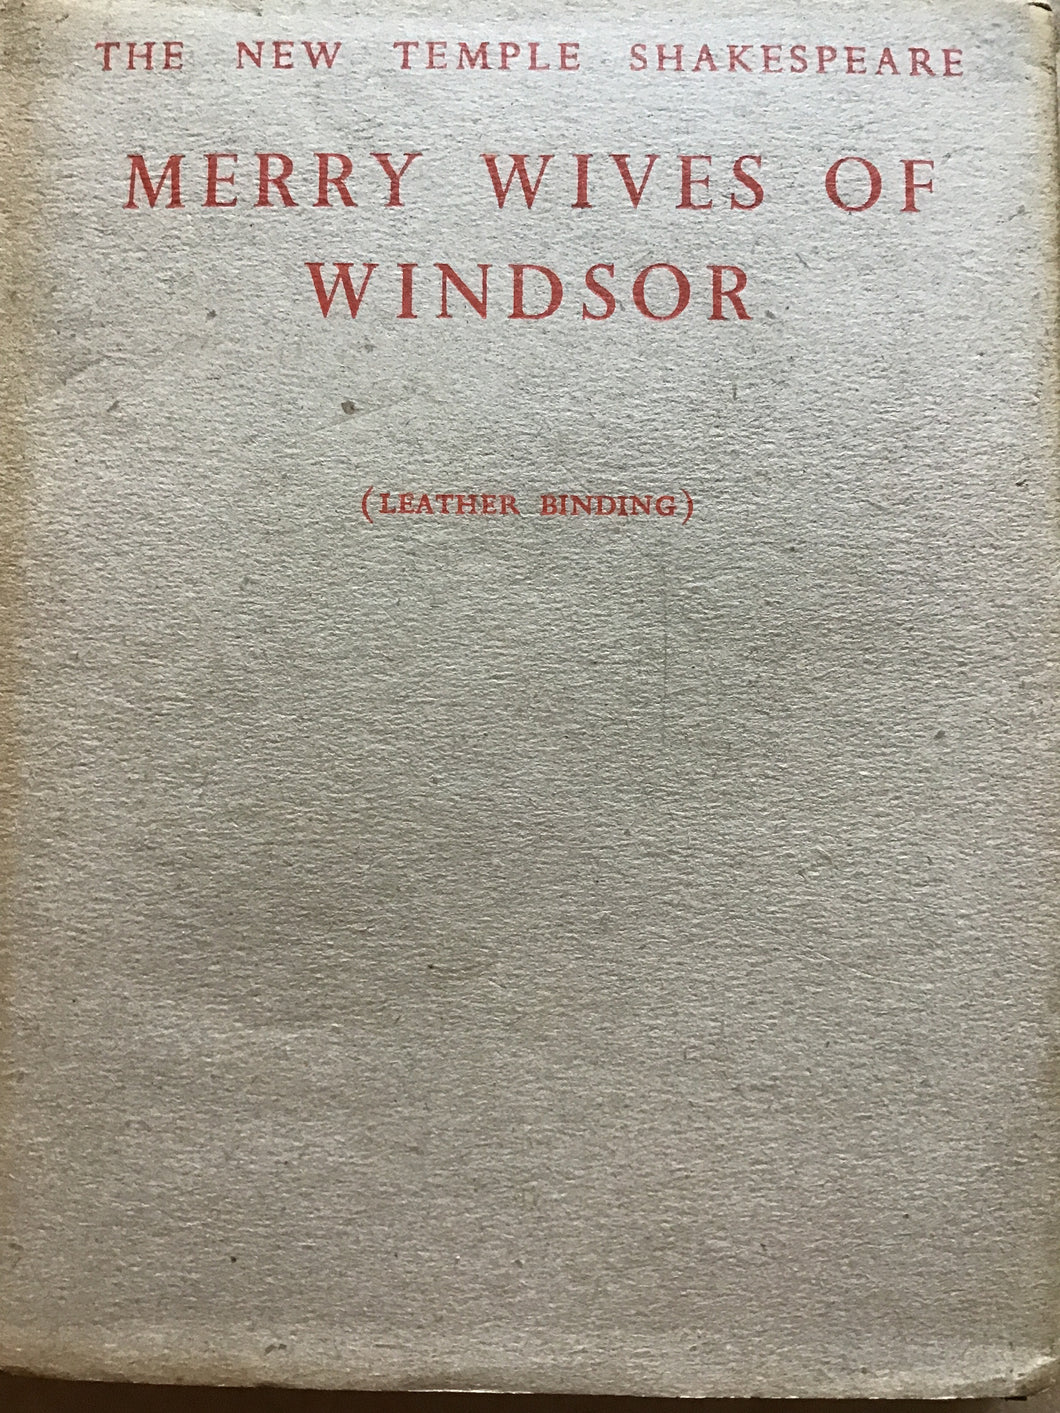 THE NEW TEMPLE SHAKESPEARE
MERRY WIVES OF
WINDSOR
(LEATHER BINDING)